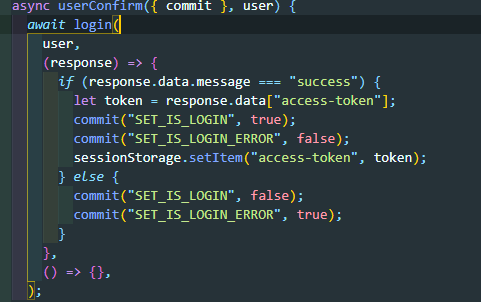 async userConfirm({ commit }, user) {
await login(
user,
(response) => {
if (response.data.message === "success") {
let token = response.data["access-token"];
commit("SET_IS_LOGIN", true);
commit("SET_IS_LOGIN_ERROR", false);
sessionStorage.setItem("access-token", token);
} else {
commit("SET_IS_LOGIN", false);
commit("SET_IS_LOGIN_ERROR", true);
}
},
() => {},
);